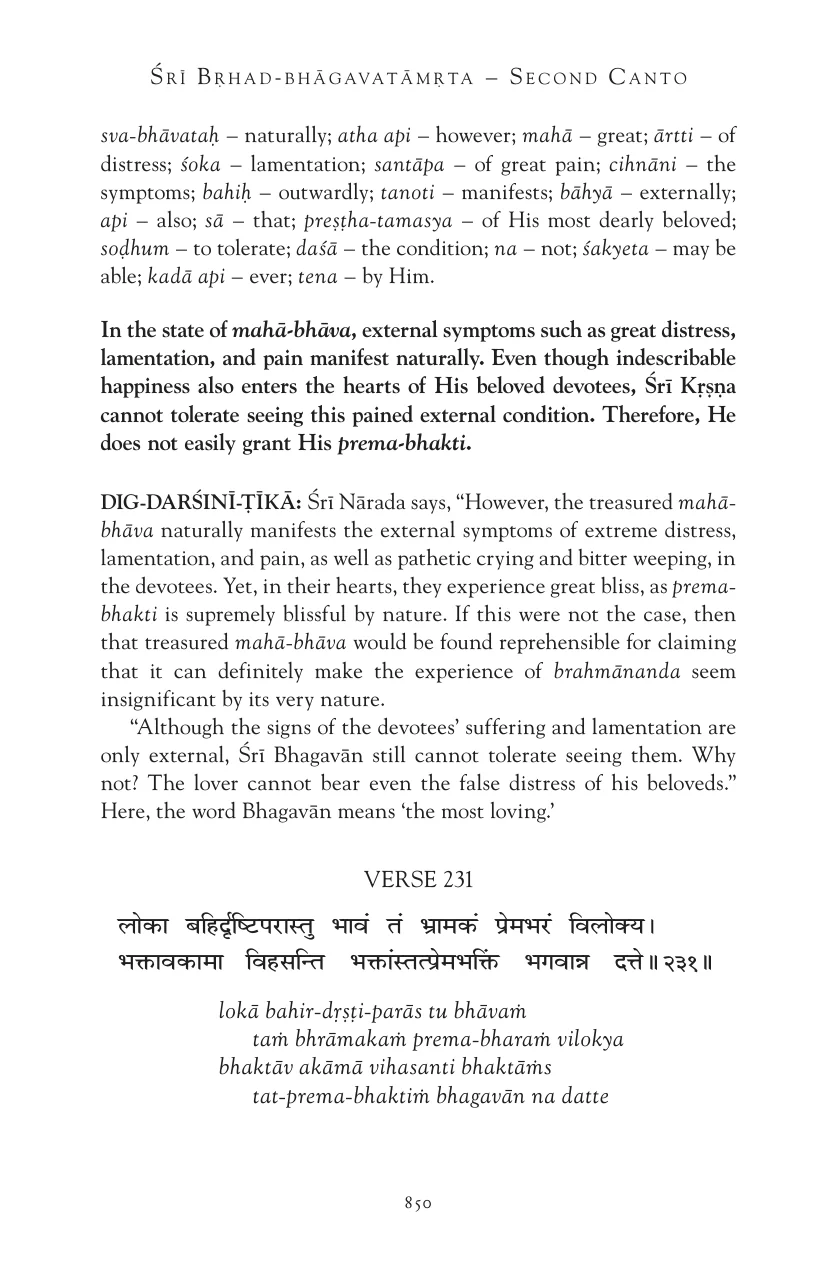 ŚRĪ BṚHAD-BHĀGAVATĀMṚTA – SECOND CANTO
sva-bhāvataḥ – naturally; atha api – however; mahā – great; ārtti – of
distress; śoka – lamentation; santāpa – of great pain; cihnāni – the
symptoms; bahiḥ – outwardly; tanoti – manifests; bāhyā – externally;
api – also; sā – that; preṣṭha-tamasya – of His most dearly beloved;
soḍhum – to tolerate; daśā – the condition; na – not; śakyeta – may be
able; kadā api – ever; tena – by Him.
In the state of mahā-bhāva, external symptoms such as great distress,
lamentation, and pain manifest naturally. Even though indescribable
happiness also enters the hearts of His beloved devotees, Śrī Kṛṣṇa
cannot tolerate seeing this pained external condition. Therefore, He
does not easily grant His prema-bhakti.
DIG-DARŚINĪ-ṬĪKĀ: Śrī Nārada says, “However, the treasured mahā-
bhāva naturally manifests the external symptoms of extreme distress,
lamentation, and pain, as well as pathetic crying and bitter weeping, in
the devotees. Yet, in their hearts, they experience great bliss, as prema-
bhakti is supremely blissful by nature. If this were not the case, then
that treasured mahā-bhāva would be found reprehensible for claiming
that it can definitely make the experience of brahmānanda seem
insignificant by its very nature.
“Although the signs of the devotees’ suffering and lamentation are
only external, Śrī Bhagavān still cannot tolerate seeing them. Why
not? The lover cannot bear even the false distress of his beloveds.”
Here, the word Bhagavān means ‘the most loving.’
VERSE 231
लोका बहिर्दृष्टिपरास्तु भावं तं भ्रामकं प्रेमभरं विलोक्य।
भक्तावकामा विहसन्ति भक्तांस्तत्प्रेमभक्तिं भगवान्न दत्ते॥२३१॥
lokā bahir-dṛṣṭi-parās tu bhāvaṁ
taṁ bhrāmakaṁ prema-bharaṁ vilokya
bhaktāv akāmā vihasanti bhaktāṁs
tat-prema-bhaktiṁ bhagavān na datte
850